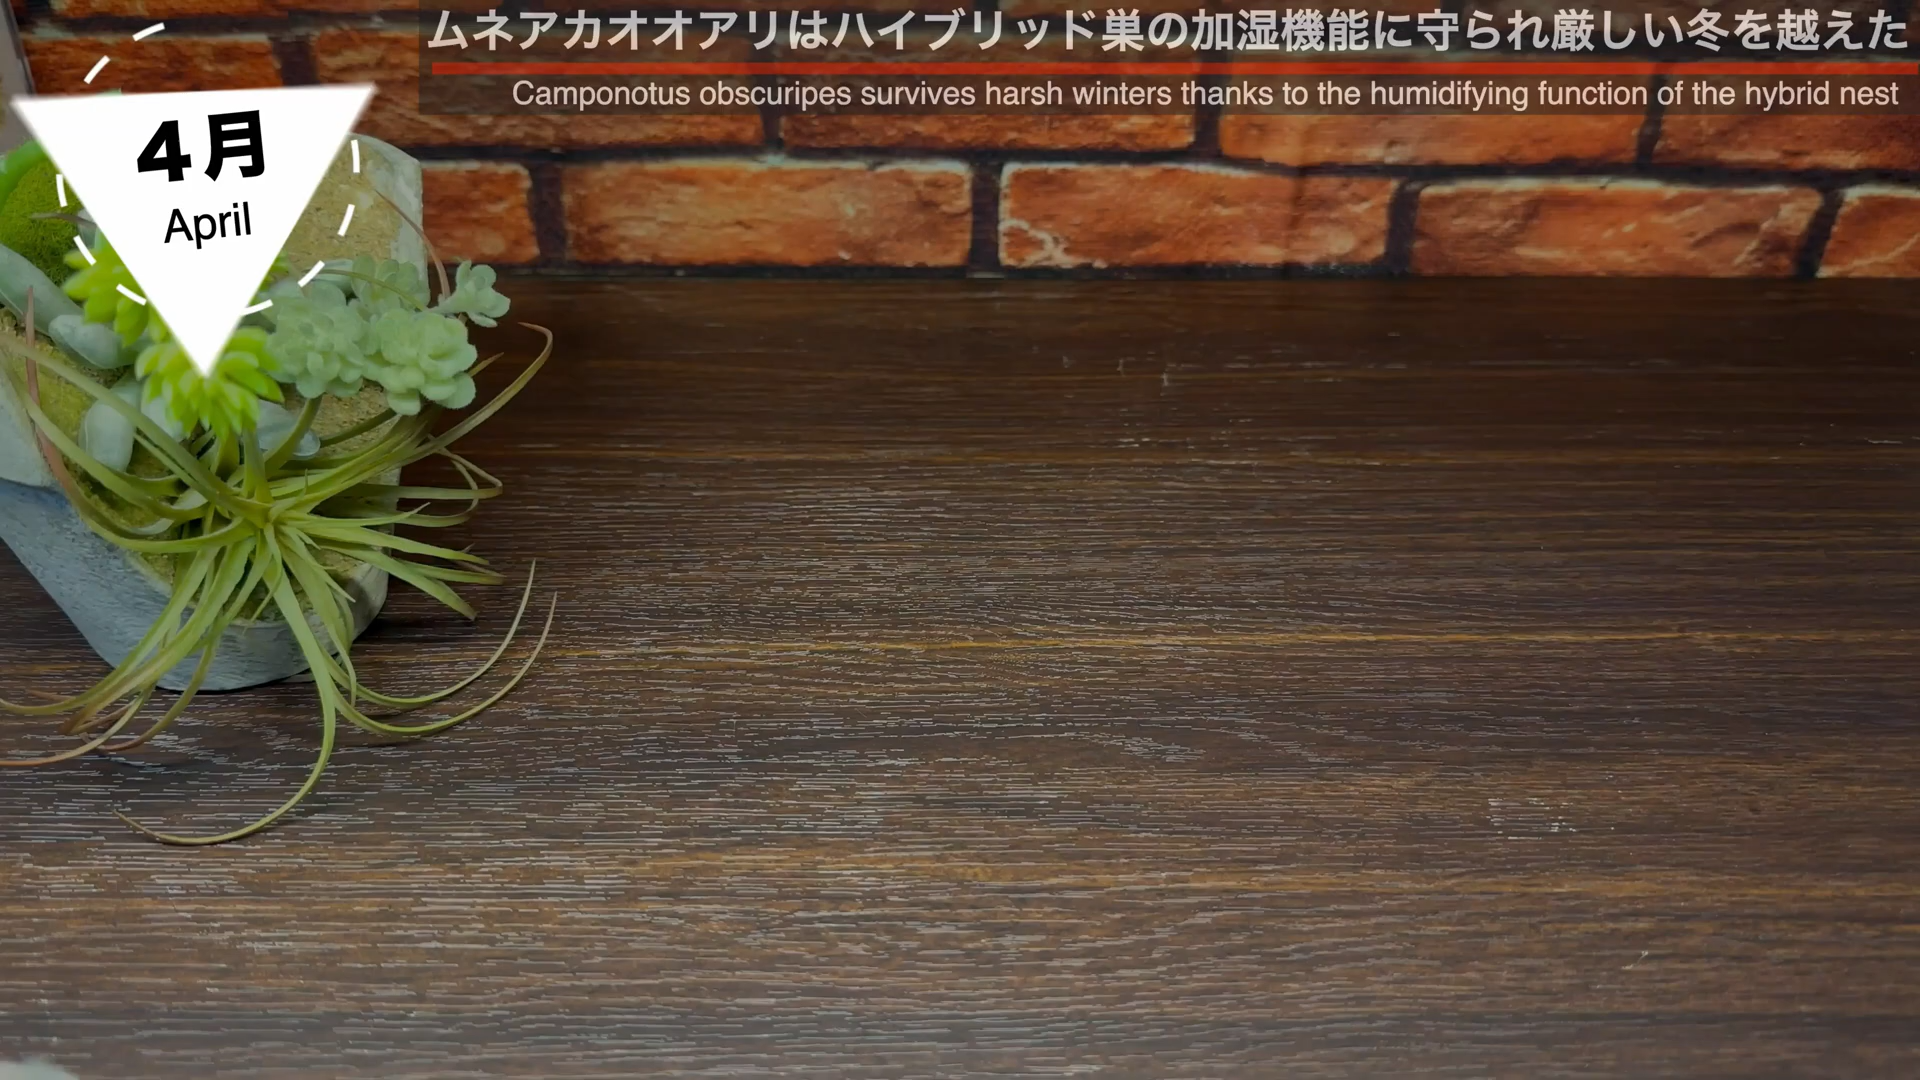 ムネアカオオアリはハイブリッド巣の加湿機能に守られ厳しい冬を越えた
Camponotus obscuripes survives harsh winters thanks to the humidifying function of the hybrid nest
4月
April